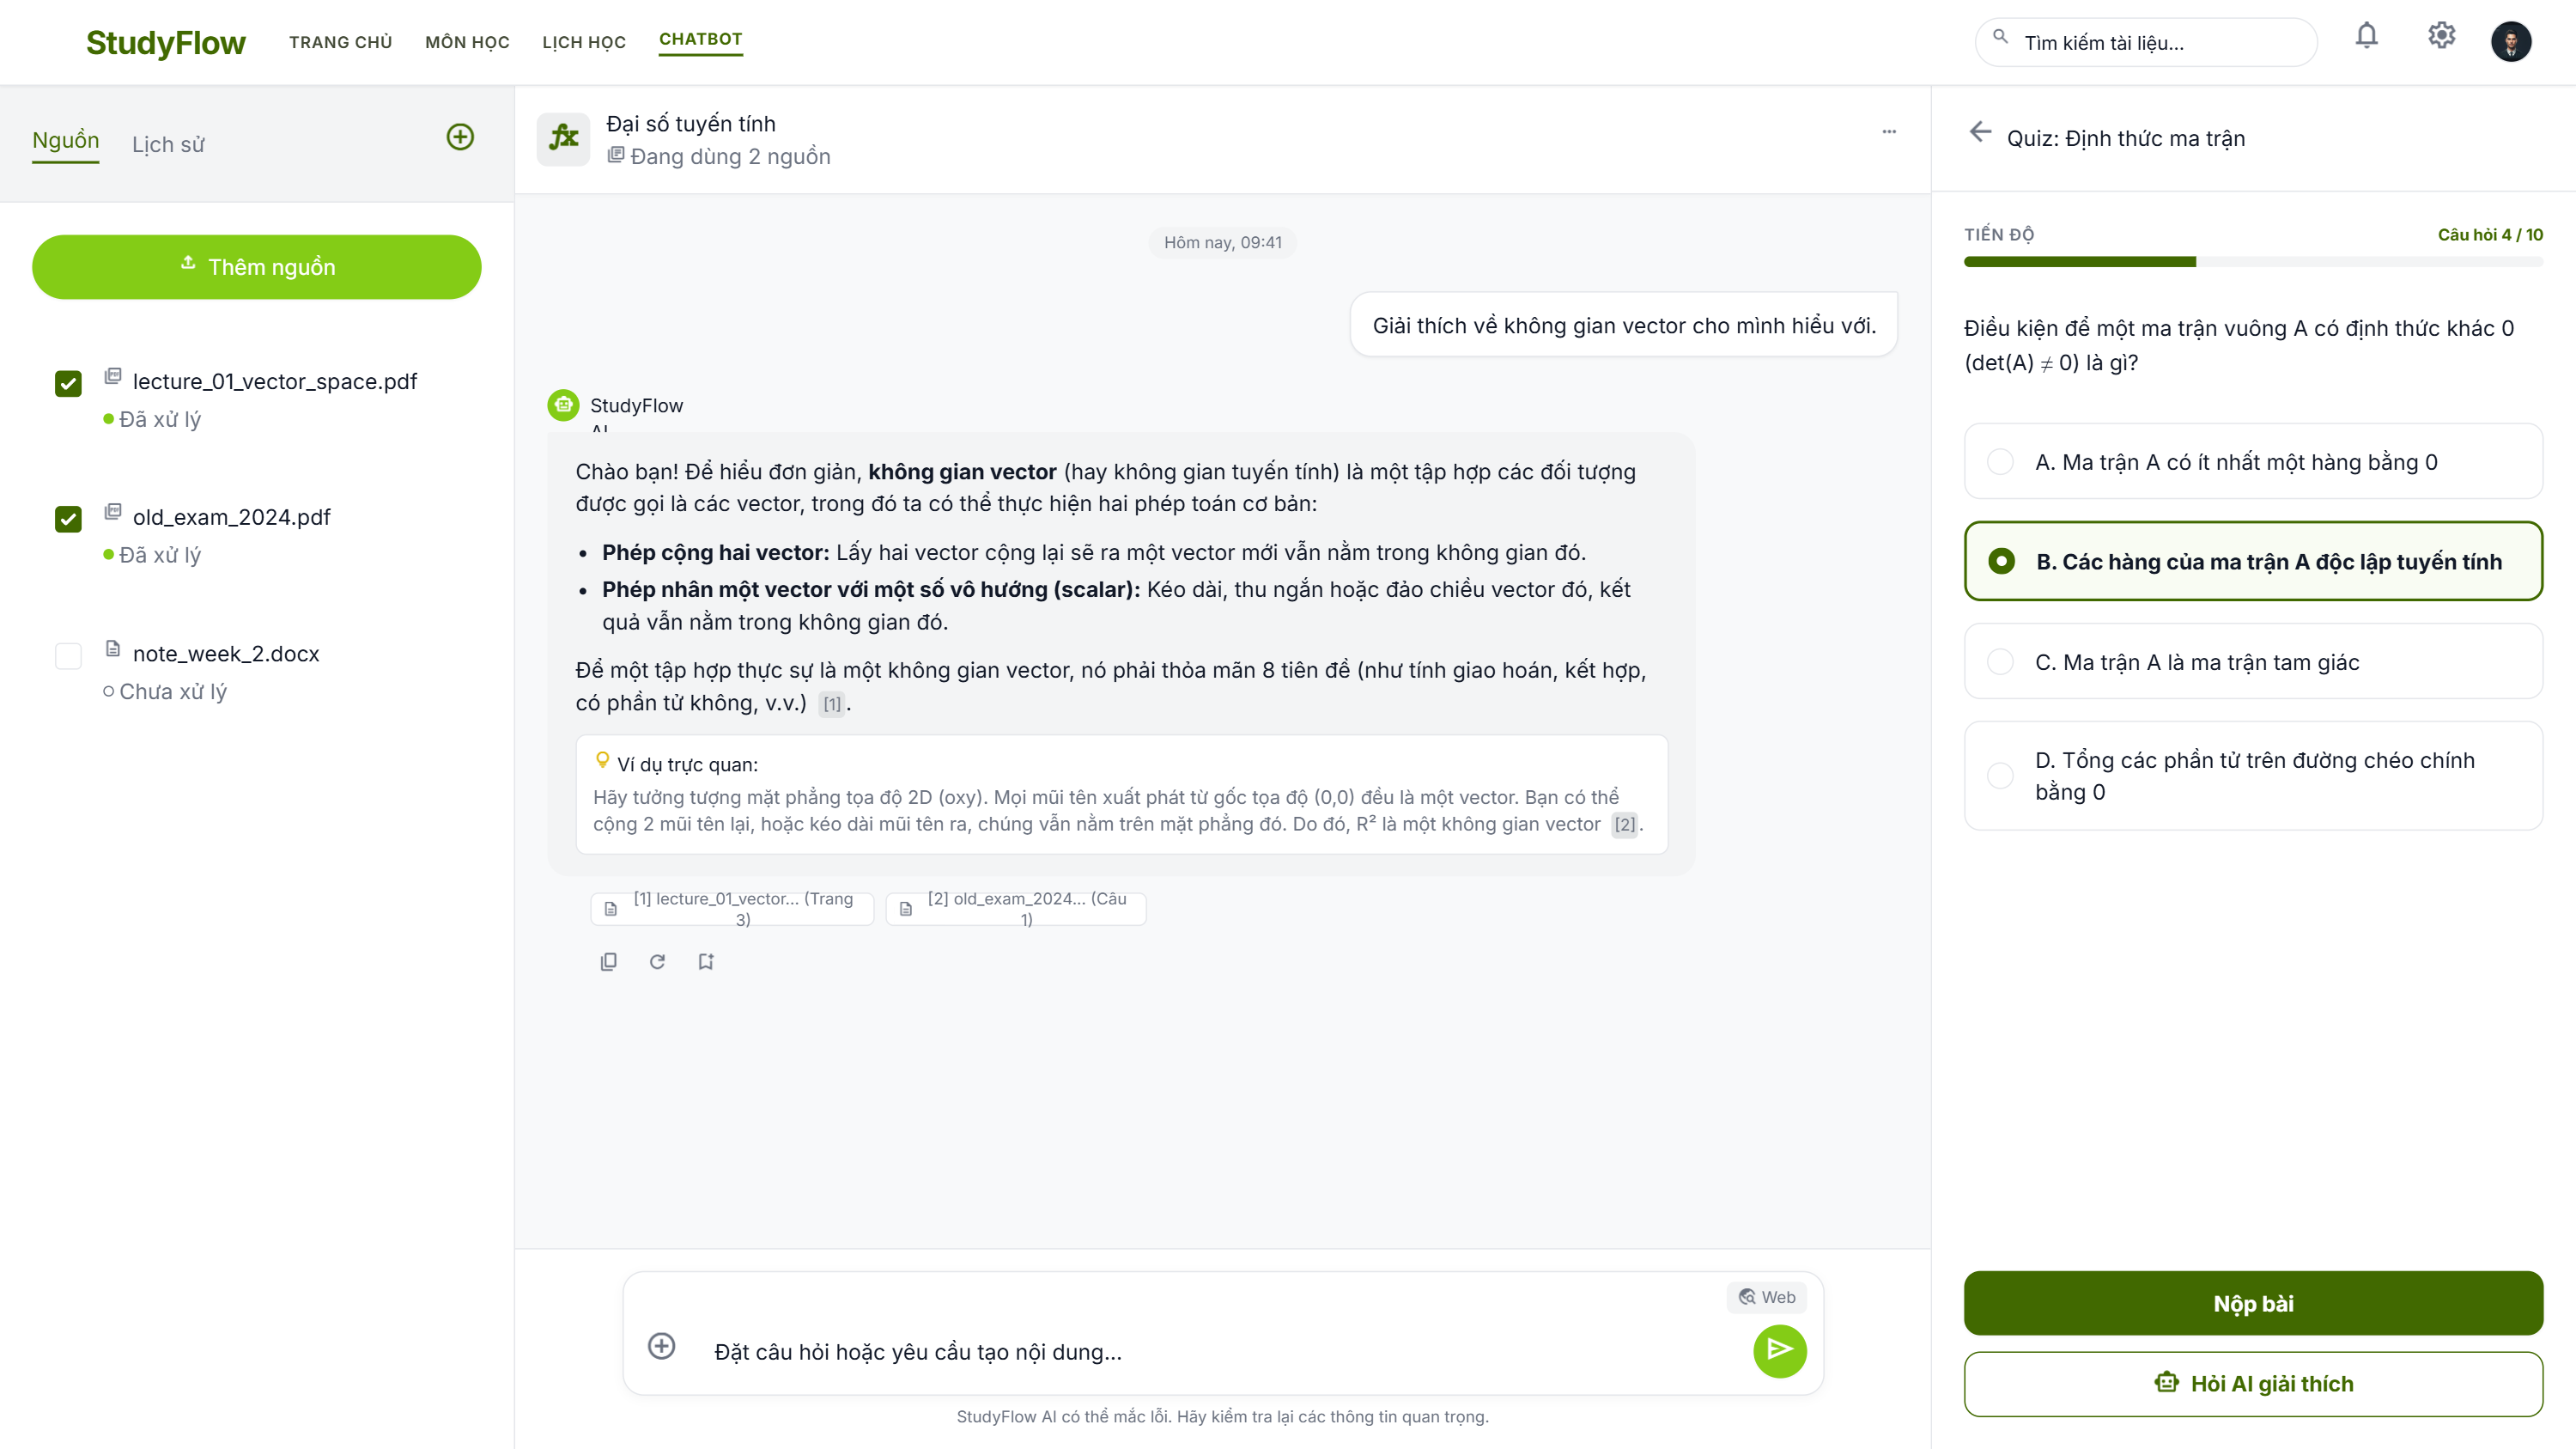 StudyFlow
TRANG CHỦ
MÔN HỌC
LỊCH HỌC
CHATBOT
Tìm kiếm tài liệu...
Nguồn
Lịch sử
Thêm nguồn
lecture_01_vector_space.pdf
Đã xử lý
old_exam_2024.pdf
Đã xử lý
note_week_2.docx
Chưa xử lý
fx
Đại số tuyến tính
Đang dùng 2 nguồn
...
Hôm nay, 09:41
Giải thích về không gian vector cho mình hiểu với.
StudyFlow
AI
Chào bạn! Để hiểu đơn giản, không gian vector (hay không gian tuyến tính) là một tập hợp các đối tượng
được gọi là các vector, trong đó ta có thể thực hiện hai phép toán cơ bản:
• Phép cộng hai vector: Lấy hai vector cộng lại sẽ ra một vector mới vẫn nằm trong không gian đó.
• Phép nhân một vector với một số vô hướng (scalar): Kéo dài, thu ngắn hoặc đảo chiều vector đó, kết
quả vẫn nằm trong không gian đó.
Để một tập hợp thực sự là một không gian vector, nó phải thỏa mãn 8 tiên đề (như tính giao hoán, kết hợp,
có phần tử không, v.v.) [1].
Ví dụ trực quan:
Hãy tưởng tượng mặt phẳng tọa độ 2D (oxy). Mọi mũi tên xuất phát từ gốc tọa độ (0,0) đều là một vector. Bạn có thể
cộng 2 mũi tên lại, hoặc kéo dài mũi tên ra, chúng vẫn nằm trên mặt phẳng đó. Do đó, R² là một không gian vector [2].
[1] lecture_01_vector... (Trang
3)
[2] old_exam_2024... (Câu
1)
Web
Đặt câu hỏi hoặc yêu cầu tạo nội dung...
StudyFlow AI có thể mắc lỗi. Hãy kiểm tra lại các thông tin quan trọng.
Quiz: Định thức ma trận
TIẾN ĐỘ
Câu hỏi 4 / 10
Điều kiện để một ma trận vuông A có định thức khác 0
(det(A) ≠ 0) là gì?
A. Ma trận A có ít nhất một hàng bằng 0
B. Các hàng của ma trận A độc lập tuyến tính
C. Ma trận A là ma trận tam giác
D. Tổng các phần tử trên đường chéo chính
bằng 0
Nộp bài
Hỏi AI giải thích